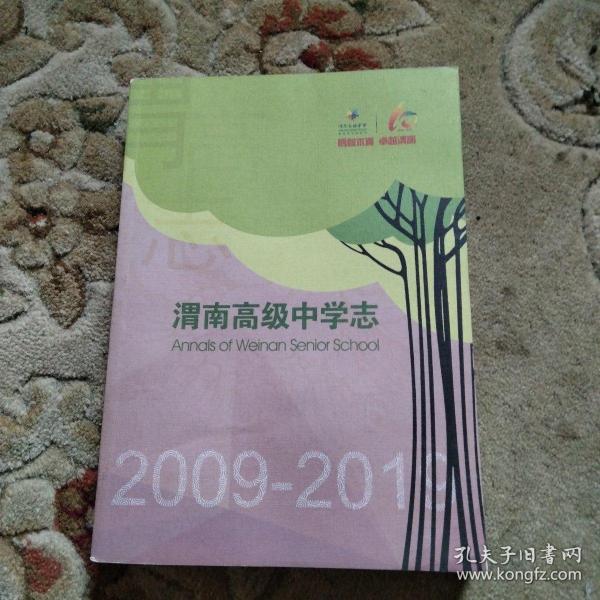 渭南高级中学志
Annals of Weinan Senior School
2009-2019
孔夫子旧书网
www.kongfz.com